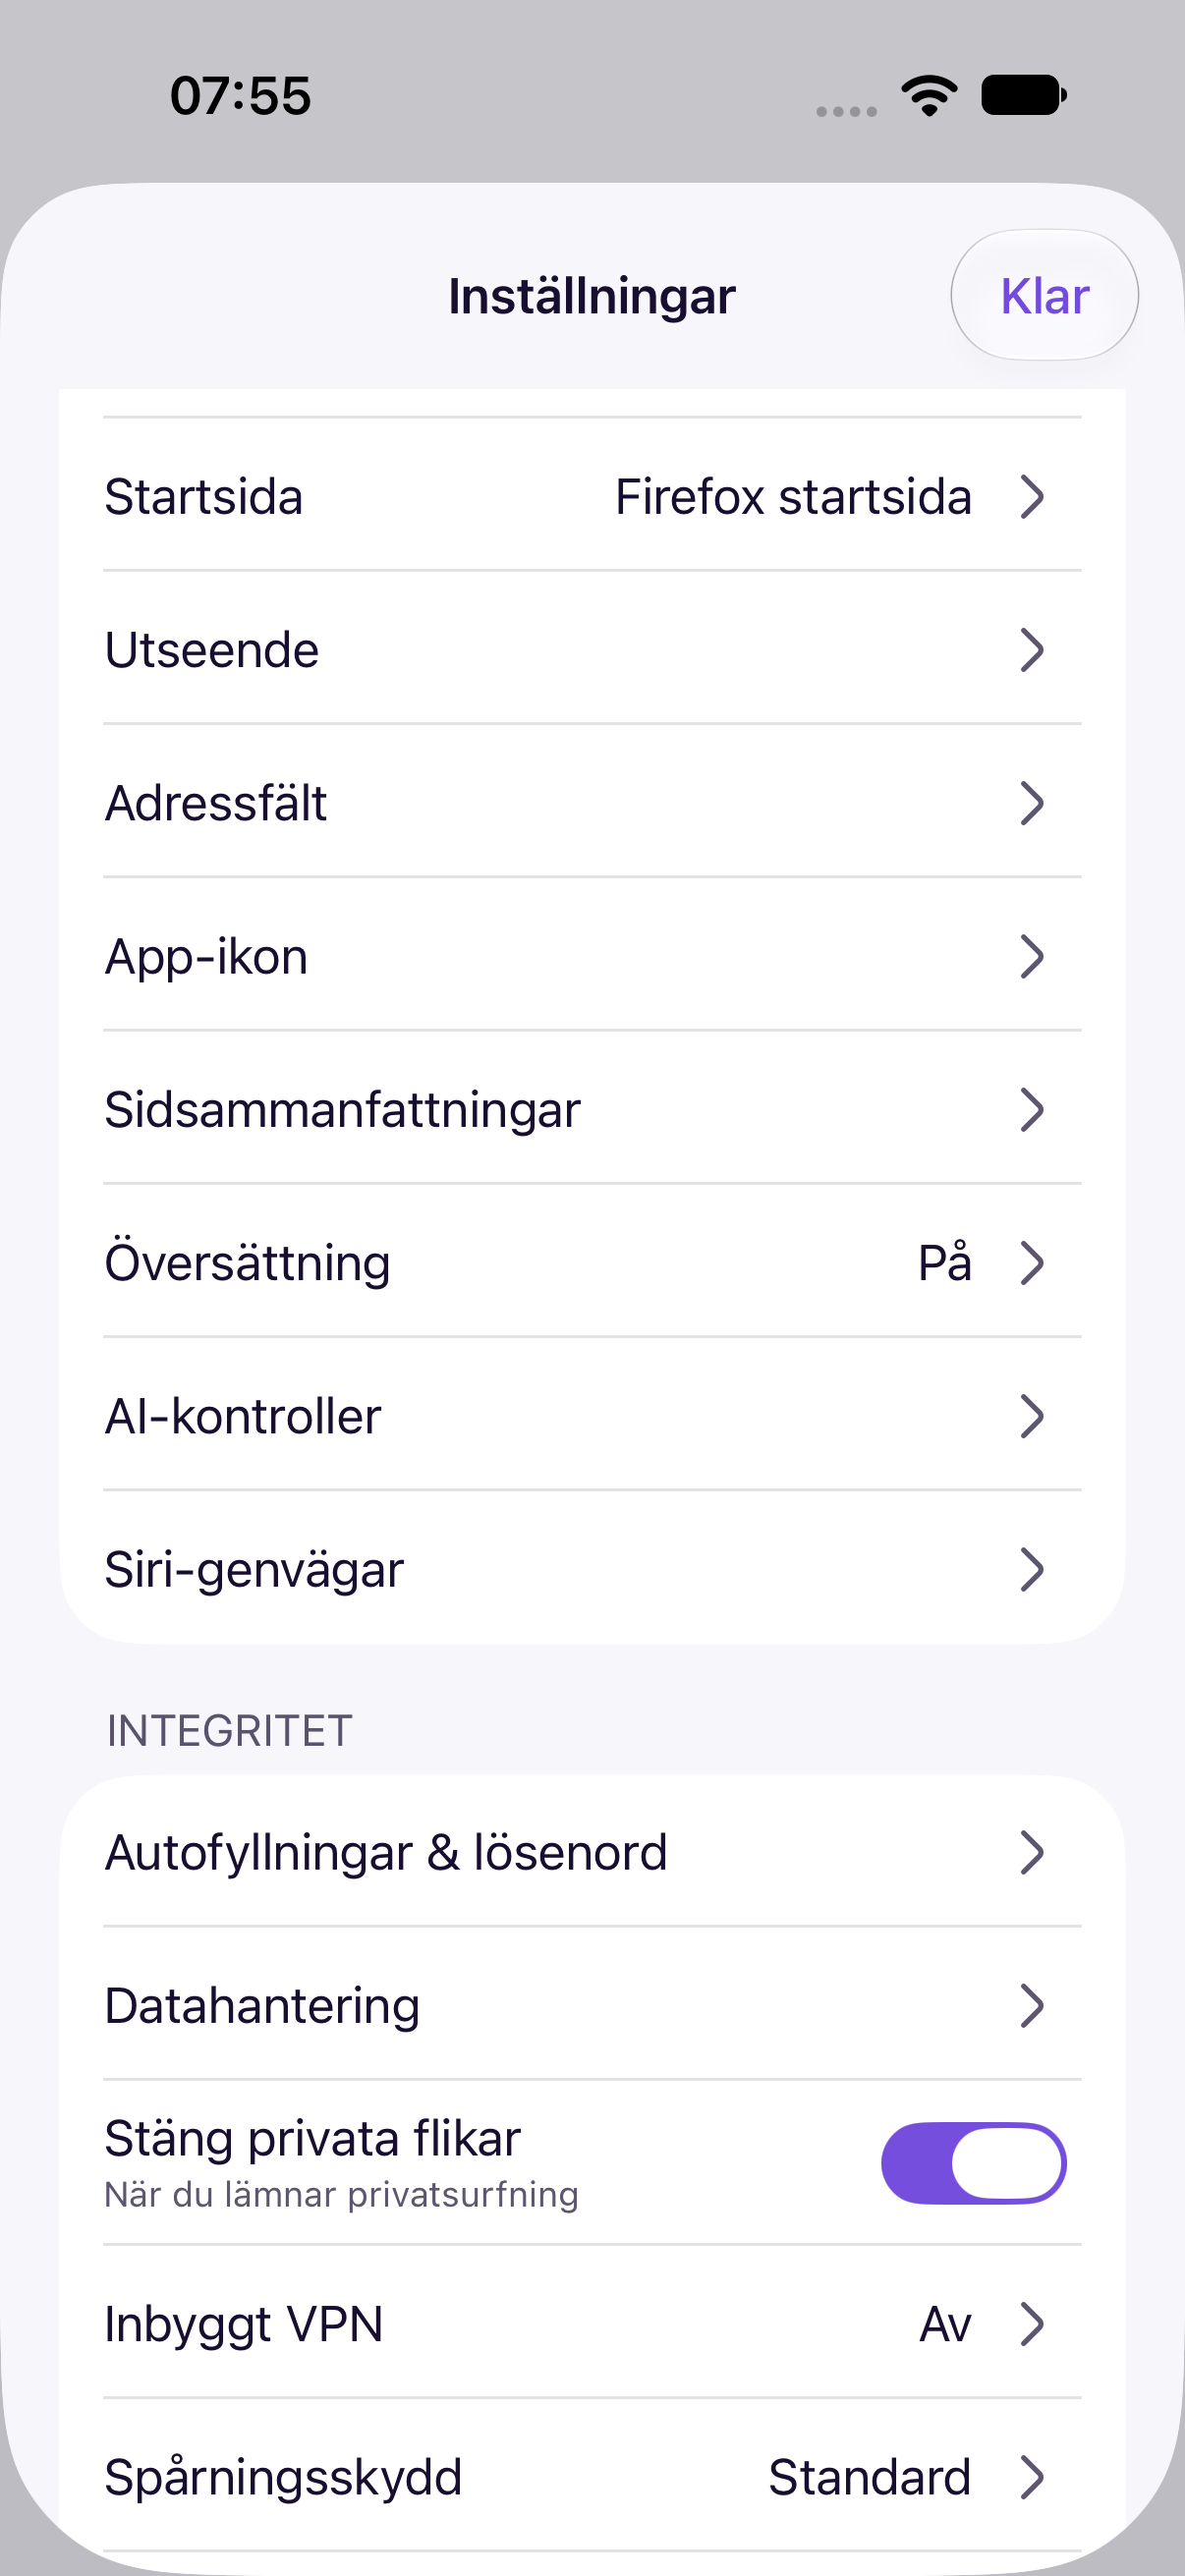 07:55
Inställningar
Klar
Startsida
Firefox startsida
Utseende
Adressfält
App-ikon
Sidsammanfattningar
Översättning
På
AI-kontroller
Siri-genvägar
INTEGRITET
Autofyllningar & lösenord
Datahantering
Stäng privata flikar
När du lämnar privatsurfning
Inbyggt VPN
Av
Spårningsskydd
Standard